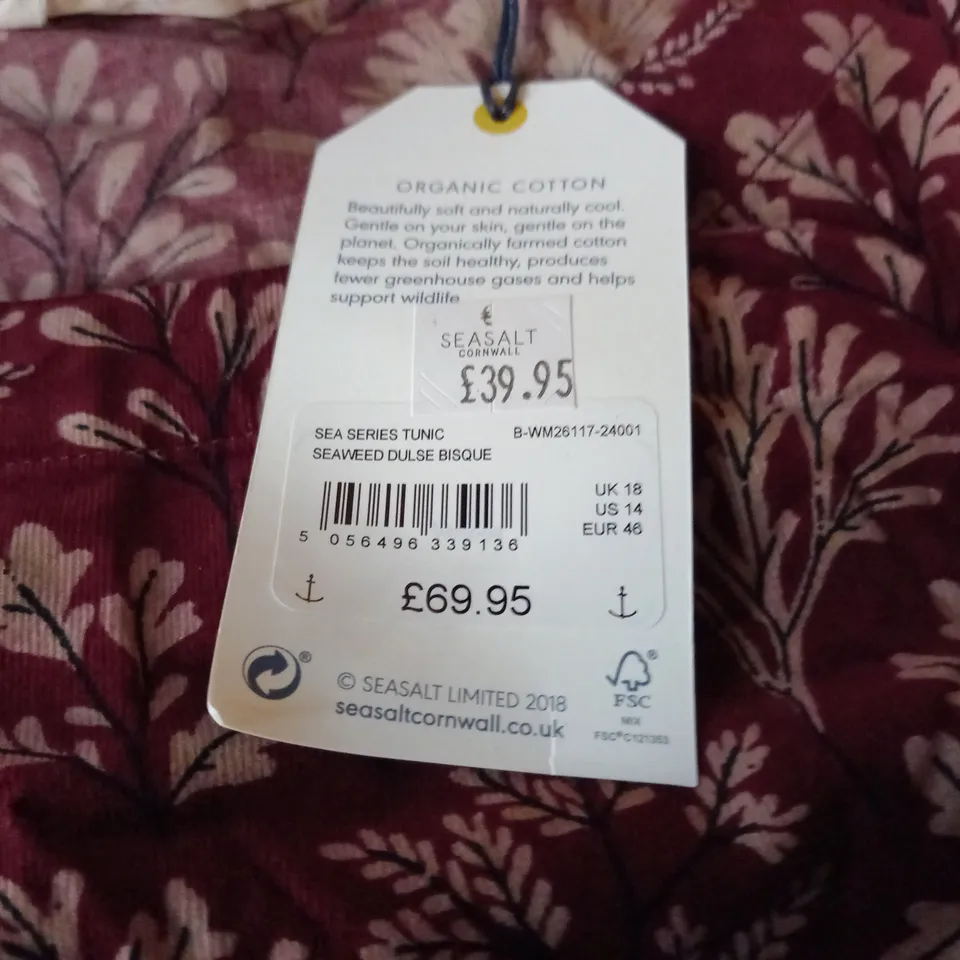 ORGANIC COTTON
Beautifully soft and naturally cool.
Gentle on your skin, gentle on the
planet. Organically farmed cotton
keeps the soil healthy, produces
fewer greenhouse gases and helps
support wildlife
SEASALT
CORNWALL
£39.95
SEA SERIES TUNIC B-WM26117-24001
SEAWEED DULSE BISQUE
UK 18
US 14
EUR 46
5 056496 339136
£69.95
® ®
FSC
MIX
FSC® C121353
© SEASALT LIMITED 2018
seasaltcornwall.co.uk